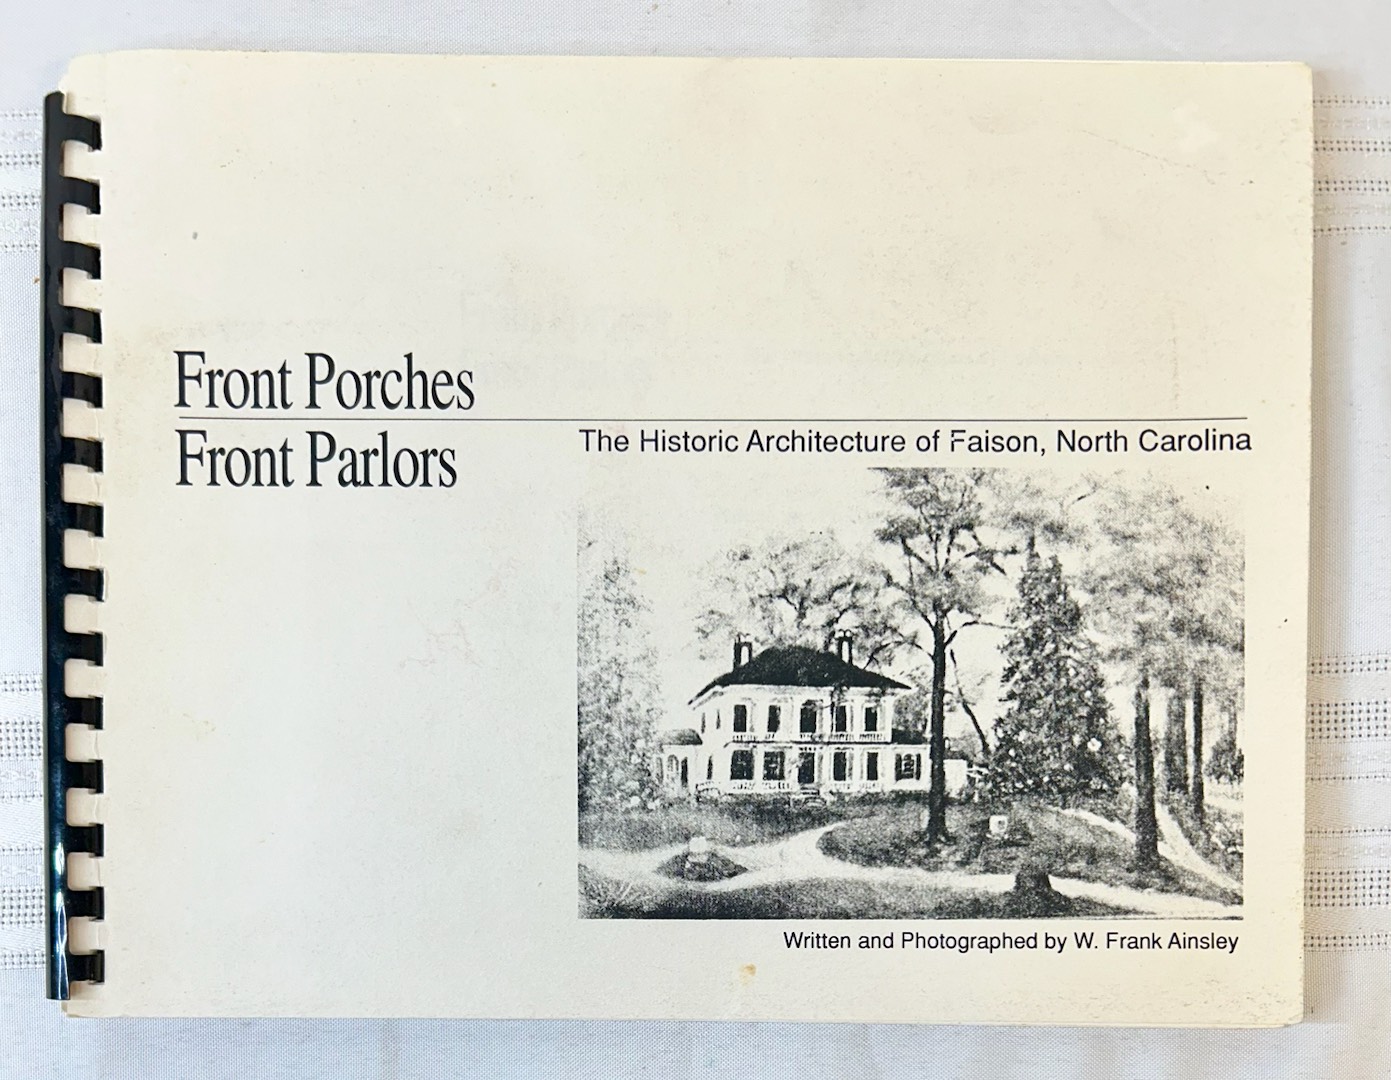 Front Porches
Front Parlors
The Historic Architecture of Faison, North Carolina
Written and Photographed by W. Frank Ainsley